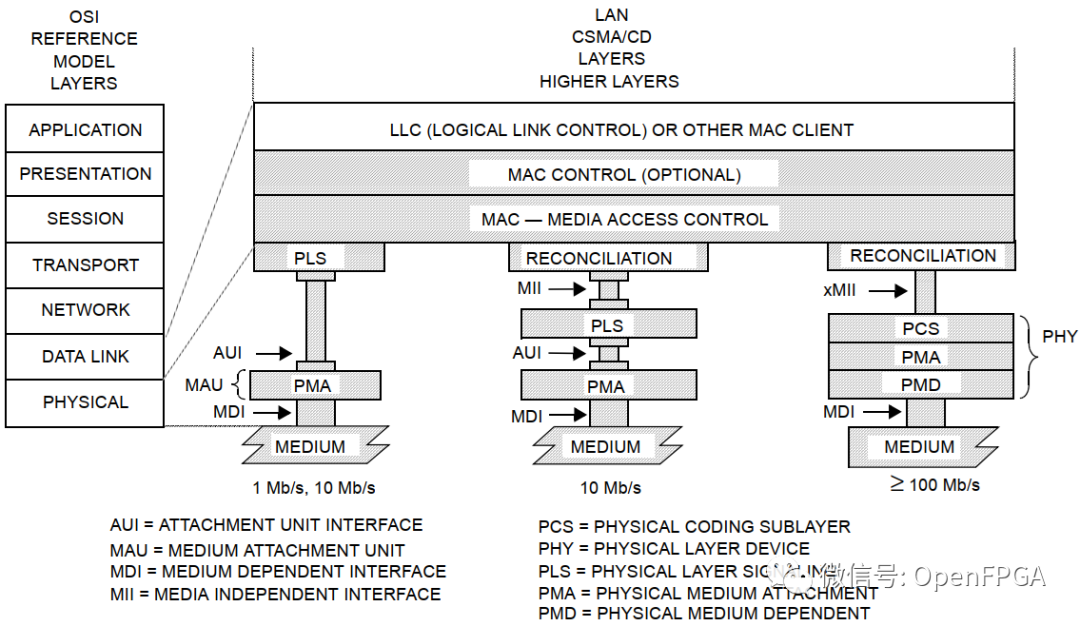 OSI
REFERENCE
MODEL
LAYERS
LAN
CSMA/CD
LAYERS
HIGHER LAYERS
APPLICATION
PRESENTATION
SESSION
TRANSPORT
NETWORK
DATA LINK
PHYSICAL
LLC (LOGICAL LINK CONTROL) OR OTHER MAC CLIENT
MAC CONTROL (OPTIONAL)
MAC — MEDIA ACCESS CONTROL
PLS
AUI
MAU
PMA
MDI
MEDIUM
1 Mb/s, 10 Mb/s
RECONCILIATION
MII
PLS
AUI
PMA
MDI
MEDIUM
10 Mb/s
RECONCILIATION
xMII
PCS
PMA
PMD
PHY
MDI
MEDIUM
≥ 100 Mb/s
AUI = ATTACHMENT UNIT INTERFACE
MAU = MEDIUM ATTACHMENT UNIT
MDI = MEDIUM DEPENDENT INTERFACE
MII = MEDIA INDEPENDENT INTERFACE
PCS = PHYSICAL CODING SUBLAYER
PHY = PHYSICAL LAYER DEVICE
PLS = PHYSICAL LAYER SIGNALING
PMA = PHYSICAL MEDIUM ATTACHMENT
PMD = PHYSICAL MEDIUM DEPENDENT
微信号: OpenFPGA